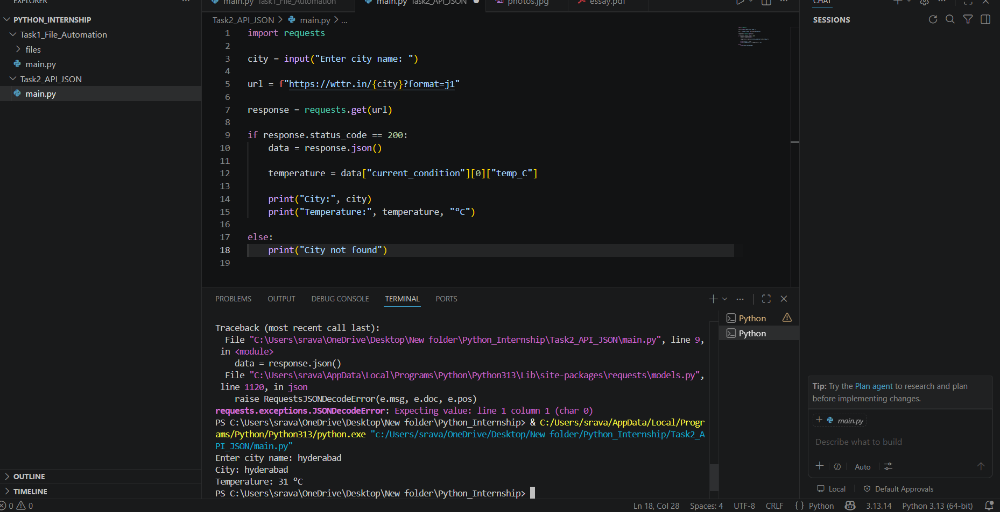 EXPLORER
PYTHON_INTERNSHIP
Task1_File_Automation
files
main.py
Task2_API_JSON
main.py
OUTLINE
TIMELINE
main.py Task1_File_Automation
main.py Task2_API_JSON
photos.jpg
essay.pdf
Task2_API_JSON > main.py > ...
1 import requests
2
3 city = input("Enter city name: ")
4
5 url = f"https://wttr.in/{city}?format=j1"
6
7 response = requests.get(url)
8
9 if response.status_code == 200:
10 data = response.json()
11
12 temperature = data["current_condition"][0]["temp_C"]
13
14 print("City:", city)
15 print("Temperature:", temperature, "°C")
16
17 else:
18 print("City not found")
19
PROBLEMS OUTPUT DEBUG CONSOLE TERMINAL PORTS
Traceback (most recent call last):
File "C:\Users\srava\OneDrive\Desktop\New folder\Python_Internship\Task2_API_JSON\main.py", line 9,
in <module>
data = response.json()
File "C:\Users\srava\AppData\Local\Programs\Python\Python313\Lib\site-packages\requests\models.py",
line 1120, in json
raise RequestsJSONDecodeError(e.msg, e.doc, e.pos)
requests.exceptions.JSONDecodeError: Expecting value: line 1 column 1 (char 0)
PS C:\Users\srava\OneDrive\Desktop\New folder\Python_Internship> & C:/Users/srava/AppData/Local/Progr
ams/Python/Python313/python.exe "c:/Users/srava/OneDrive/Desktop/New folder/Python_Internship/Task2_A
PI_JSON/main.py"
Enter city name: hyderabad
City: hyderabad
Temperature: 31 °C
PS C:\Users\srava\OneDrive\Desktop\New folder\Python_Internship>
Python
Python
CHAT
SESSIONS
Tip: Try the Plan agent to research and plan
before implementing changes.
main.py
Describe what to build
Auto
Local
Default Approvals
0 0
Ln 18, Col 28
Spaces: 4
UTF-8
CRLF
{ } Python
3.13.14
Python 3.13 (64-bit)